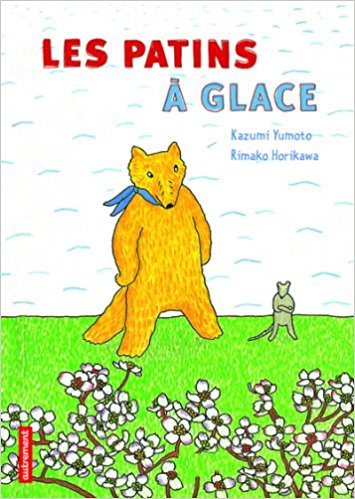 LES PATINS
À GLACE
Kazumi Yumoto
Rimako Horikawa
autrement